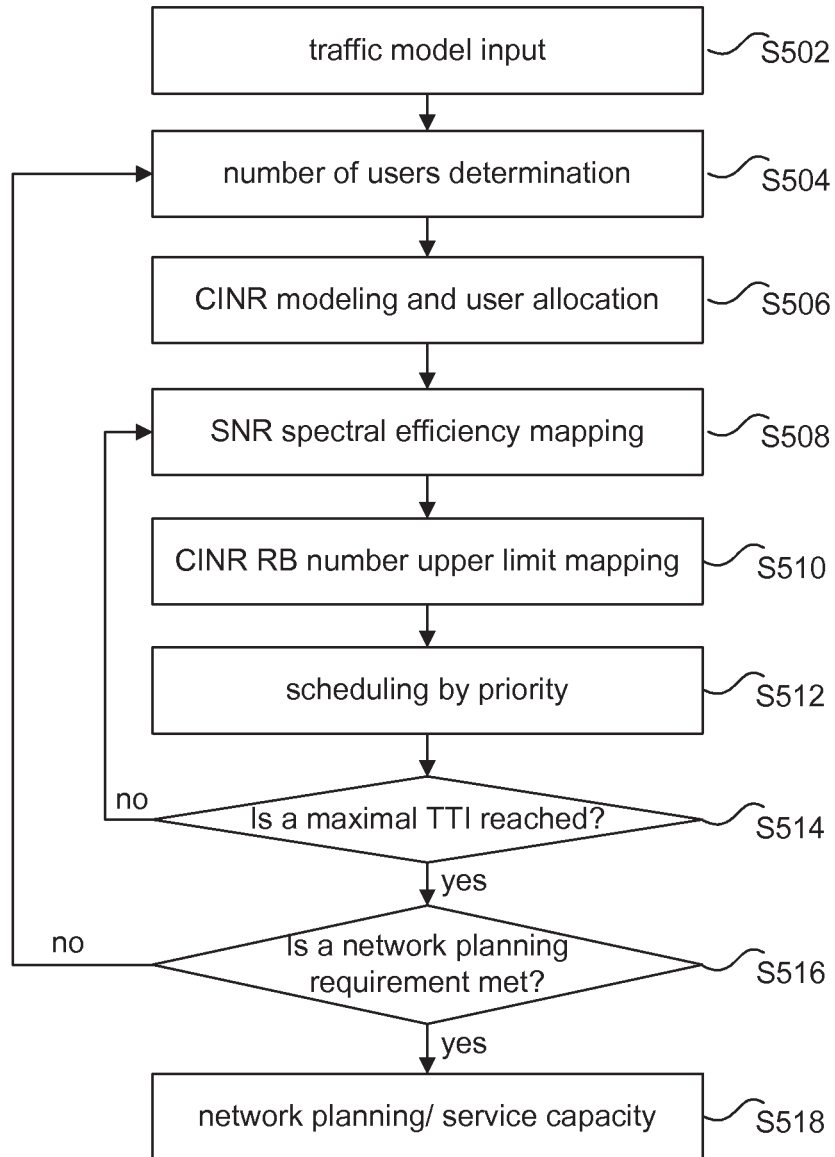 traffic model input
S502
number of users determination
S504
CINR modeling and user allocation
S506
SNR spectral efficiency mapping
S508
CINR RB number upper limit mapping
S510
scheduling by priority
S512
no
Is a maximal TTI reached?
S514
yes
no
Is a network planning
requirement met?
S516
yes
network planning/ service capacity
S518